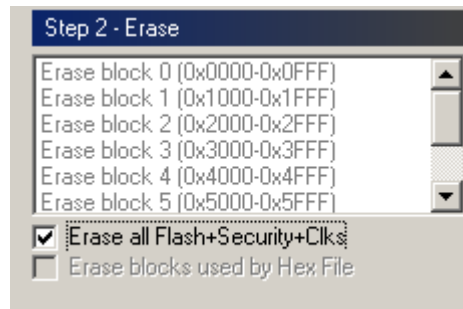 Step 2 - Erase
Erase block 0 (0x0000-0x0FFF)
Erase block 1 (0x1000-0x1FFF)
Erase block 2 (0x2000-0x2FFF)
Erase block 3 (0x3000-0x3FFF)
Erase block 4 (0x4000-0x4FFF)
Erase block 5 (0x5000-0x5FFF)
Erase all Flash+Security+Clks
Erase blocks used by Hex File